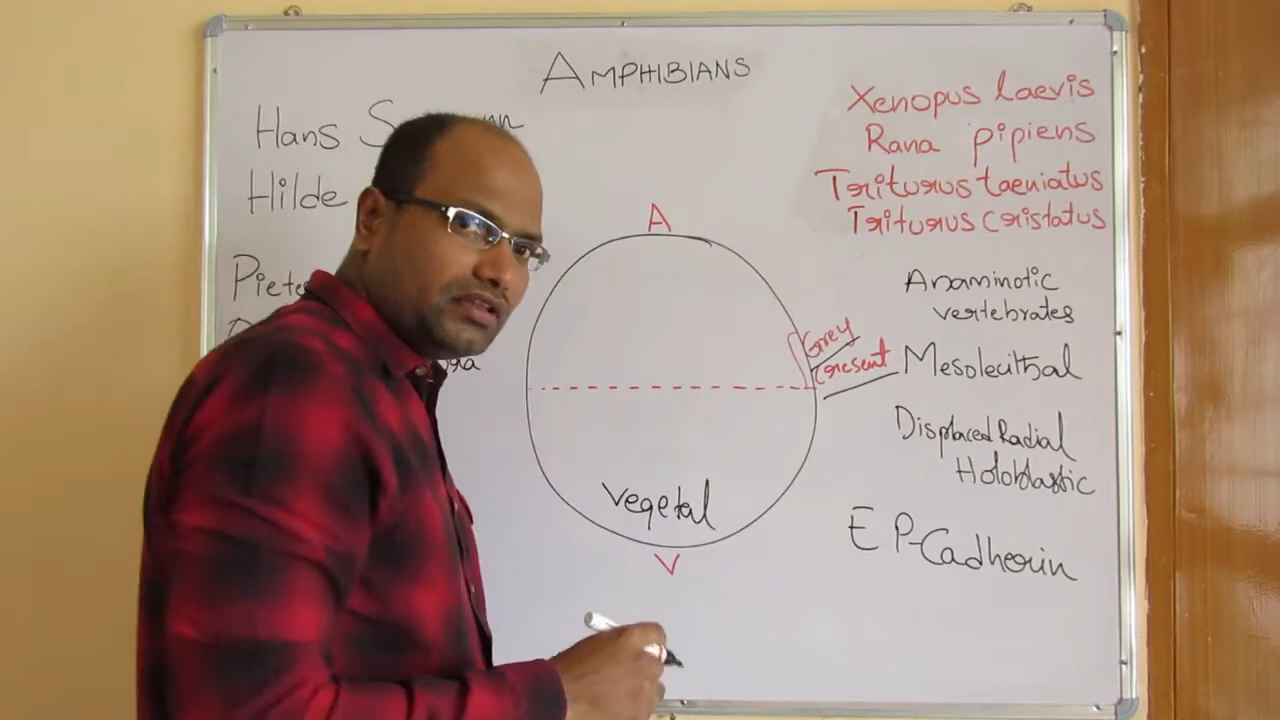 AMPHIBIANS
Hans
Hilde
Xenopus laevis
Rana pipiens
Triturus taeniatus
Triturus cristatus
A
Anaminotic
vertebrates
Grey
Cresent
Mesolecithal
Displaced Radial
Holoblastic
vegetal
V
EP-Cadherin